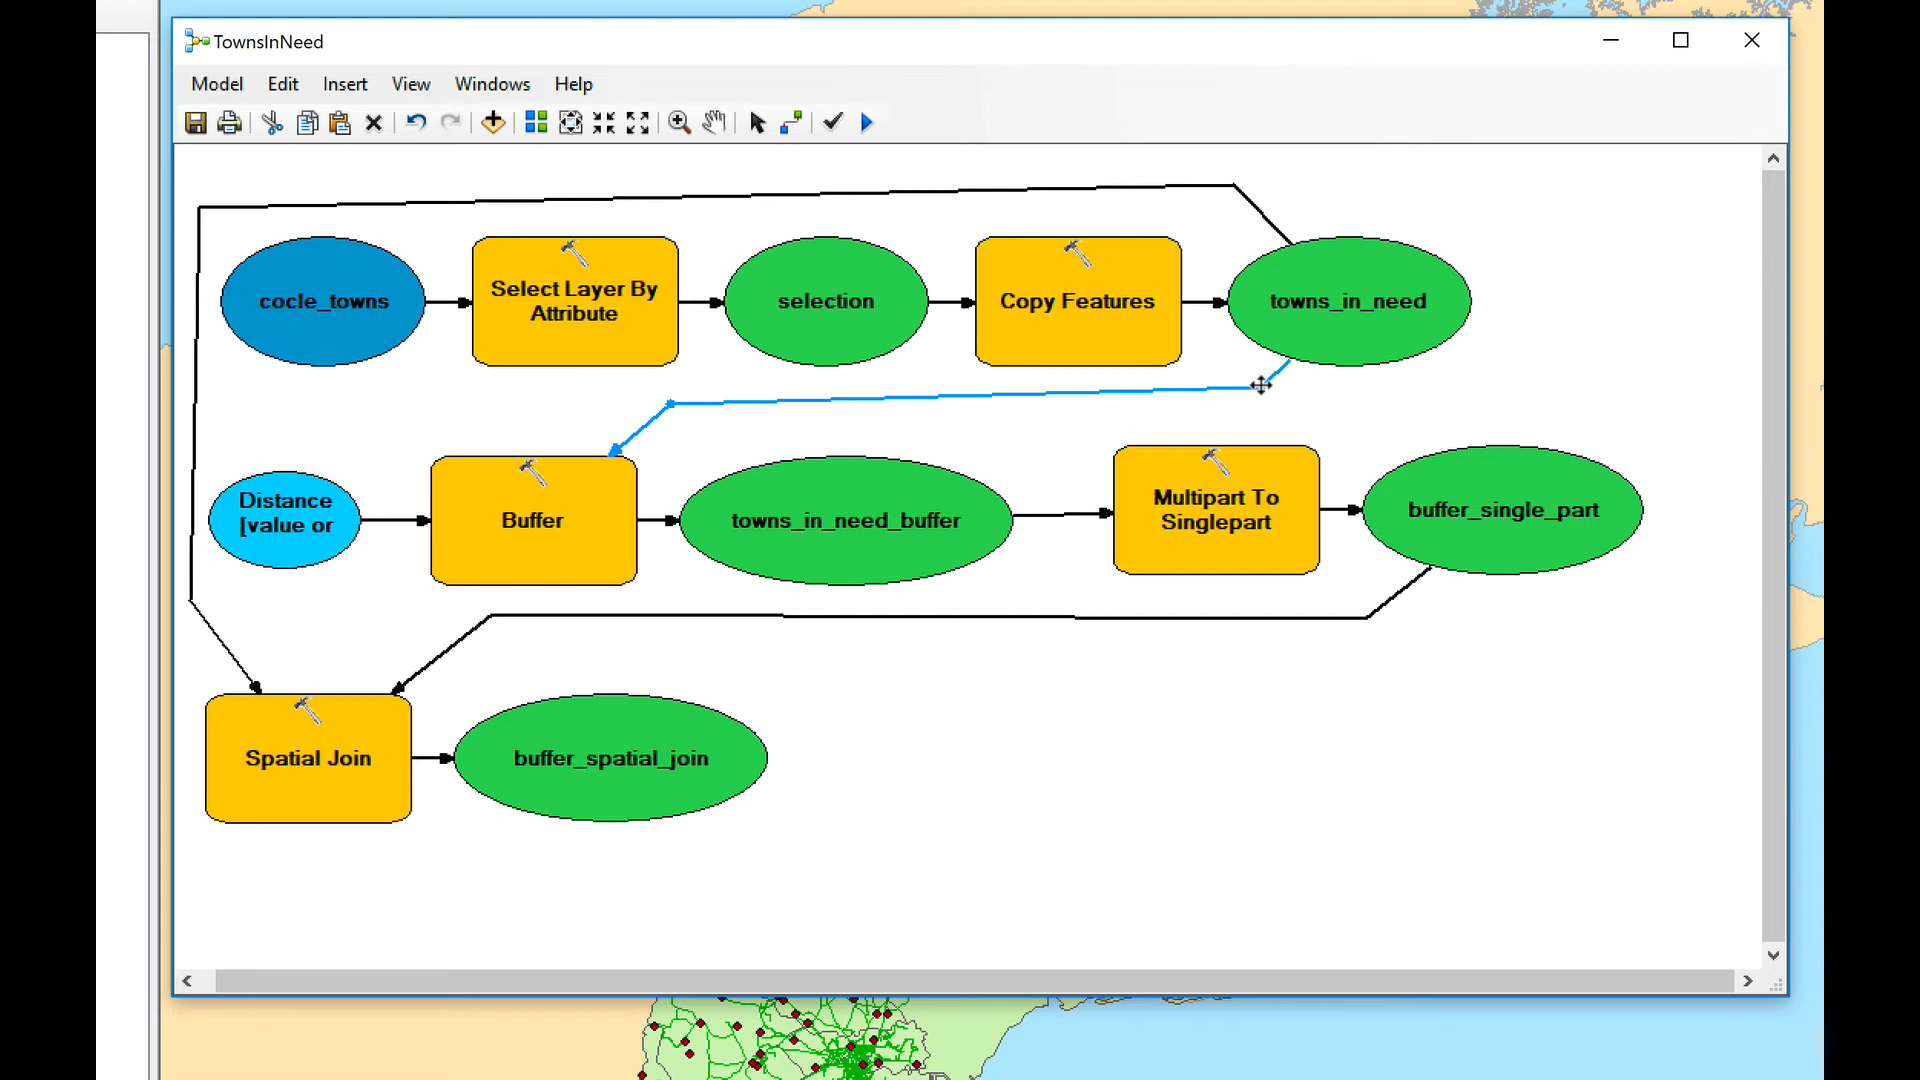 TownsInNeed
Model Edit Insert View Windows Help
cocle_towns
Select Layer By
Attribute
selection
Copy Features
towns_in_need
Distance
[value or
Buffer
towns_in_need_buffer
Multipart To
Singlepart
buffer_single_part
Spatial Join
buffer_spatial_join